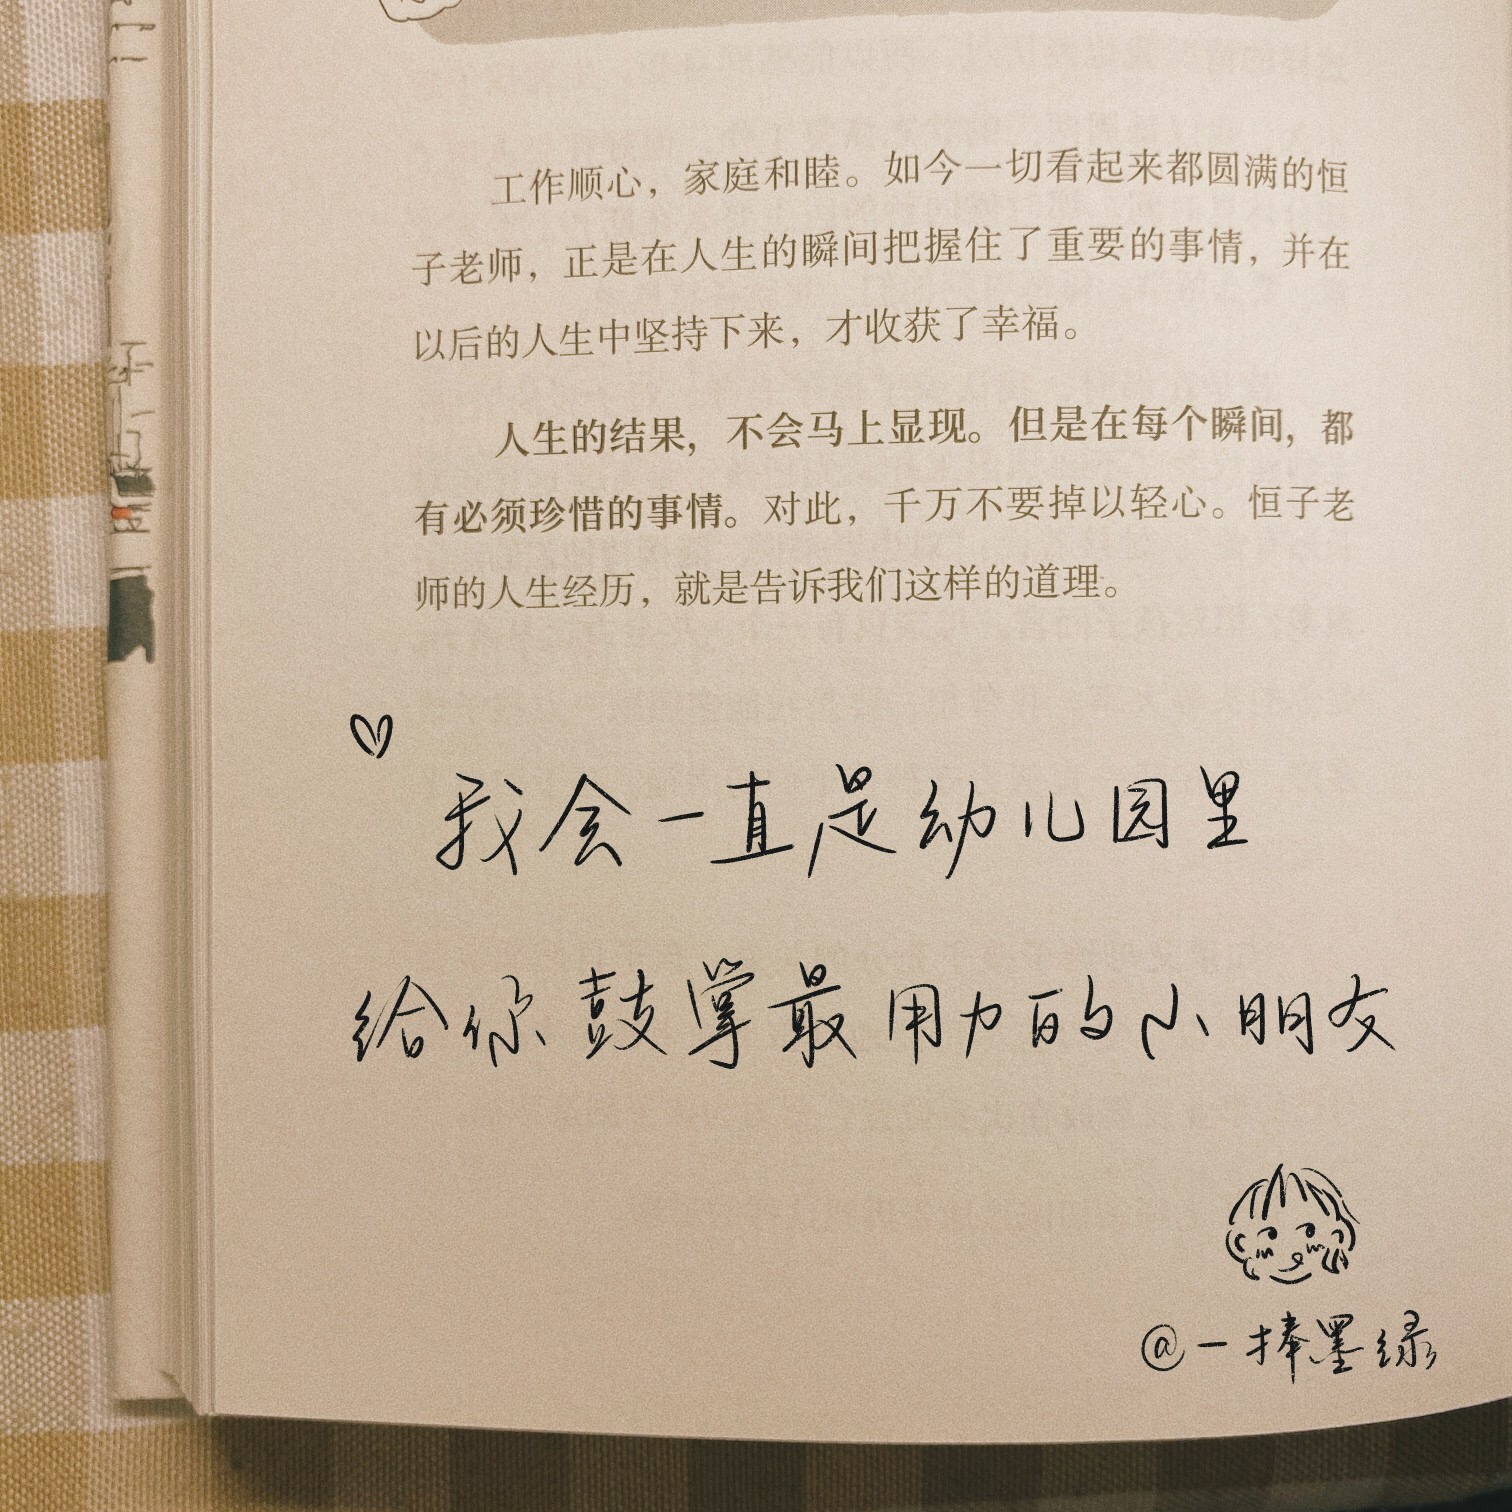 工作顺心，家庭和睦。如今一切看起来都圆满的恒
子老师，正是在人生的瞬间把握住了重要的事情，并在
以后的人生中坚持下来，才收获了幸福。
人生的结果，不会马上显现。但是在每个瞬间，都
有必须珍惜的事情。对此，千万不要掉以轻心。恒子老
师的人生经历，就是告诉我们这样的道理。
我会一直是幼儿园里
给你鼓掌最用力的小朋友
@一捧墨绿